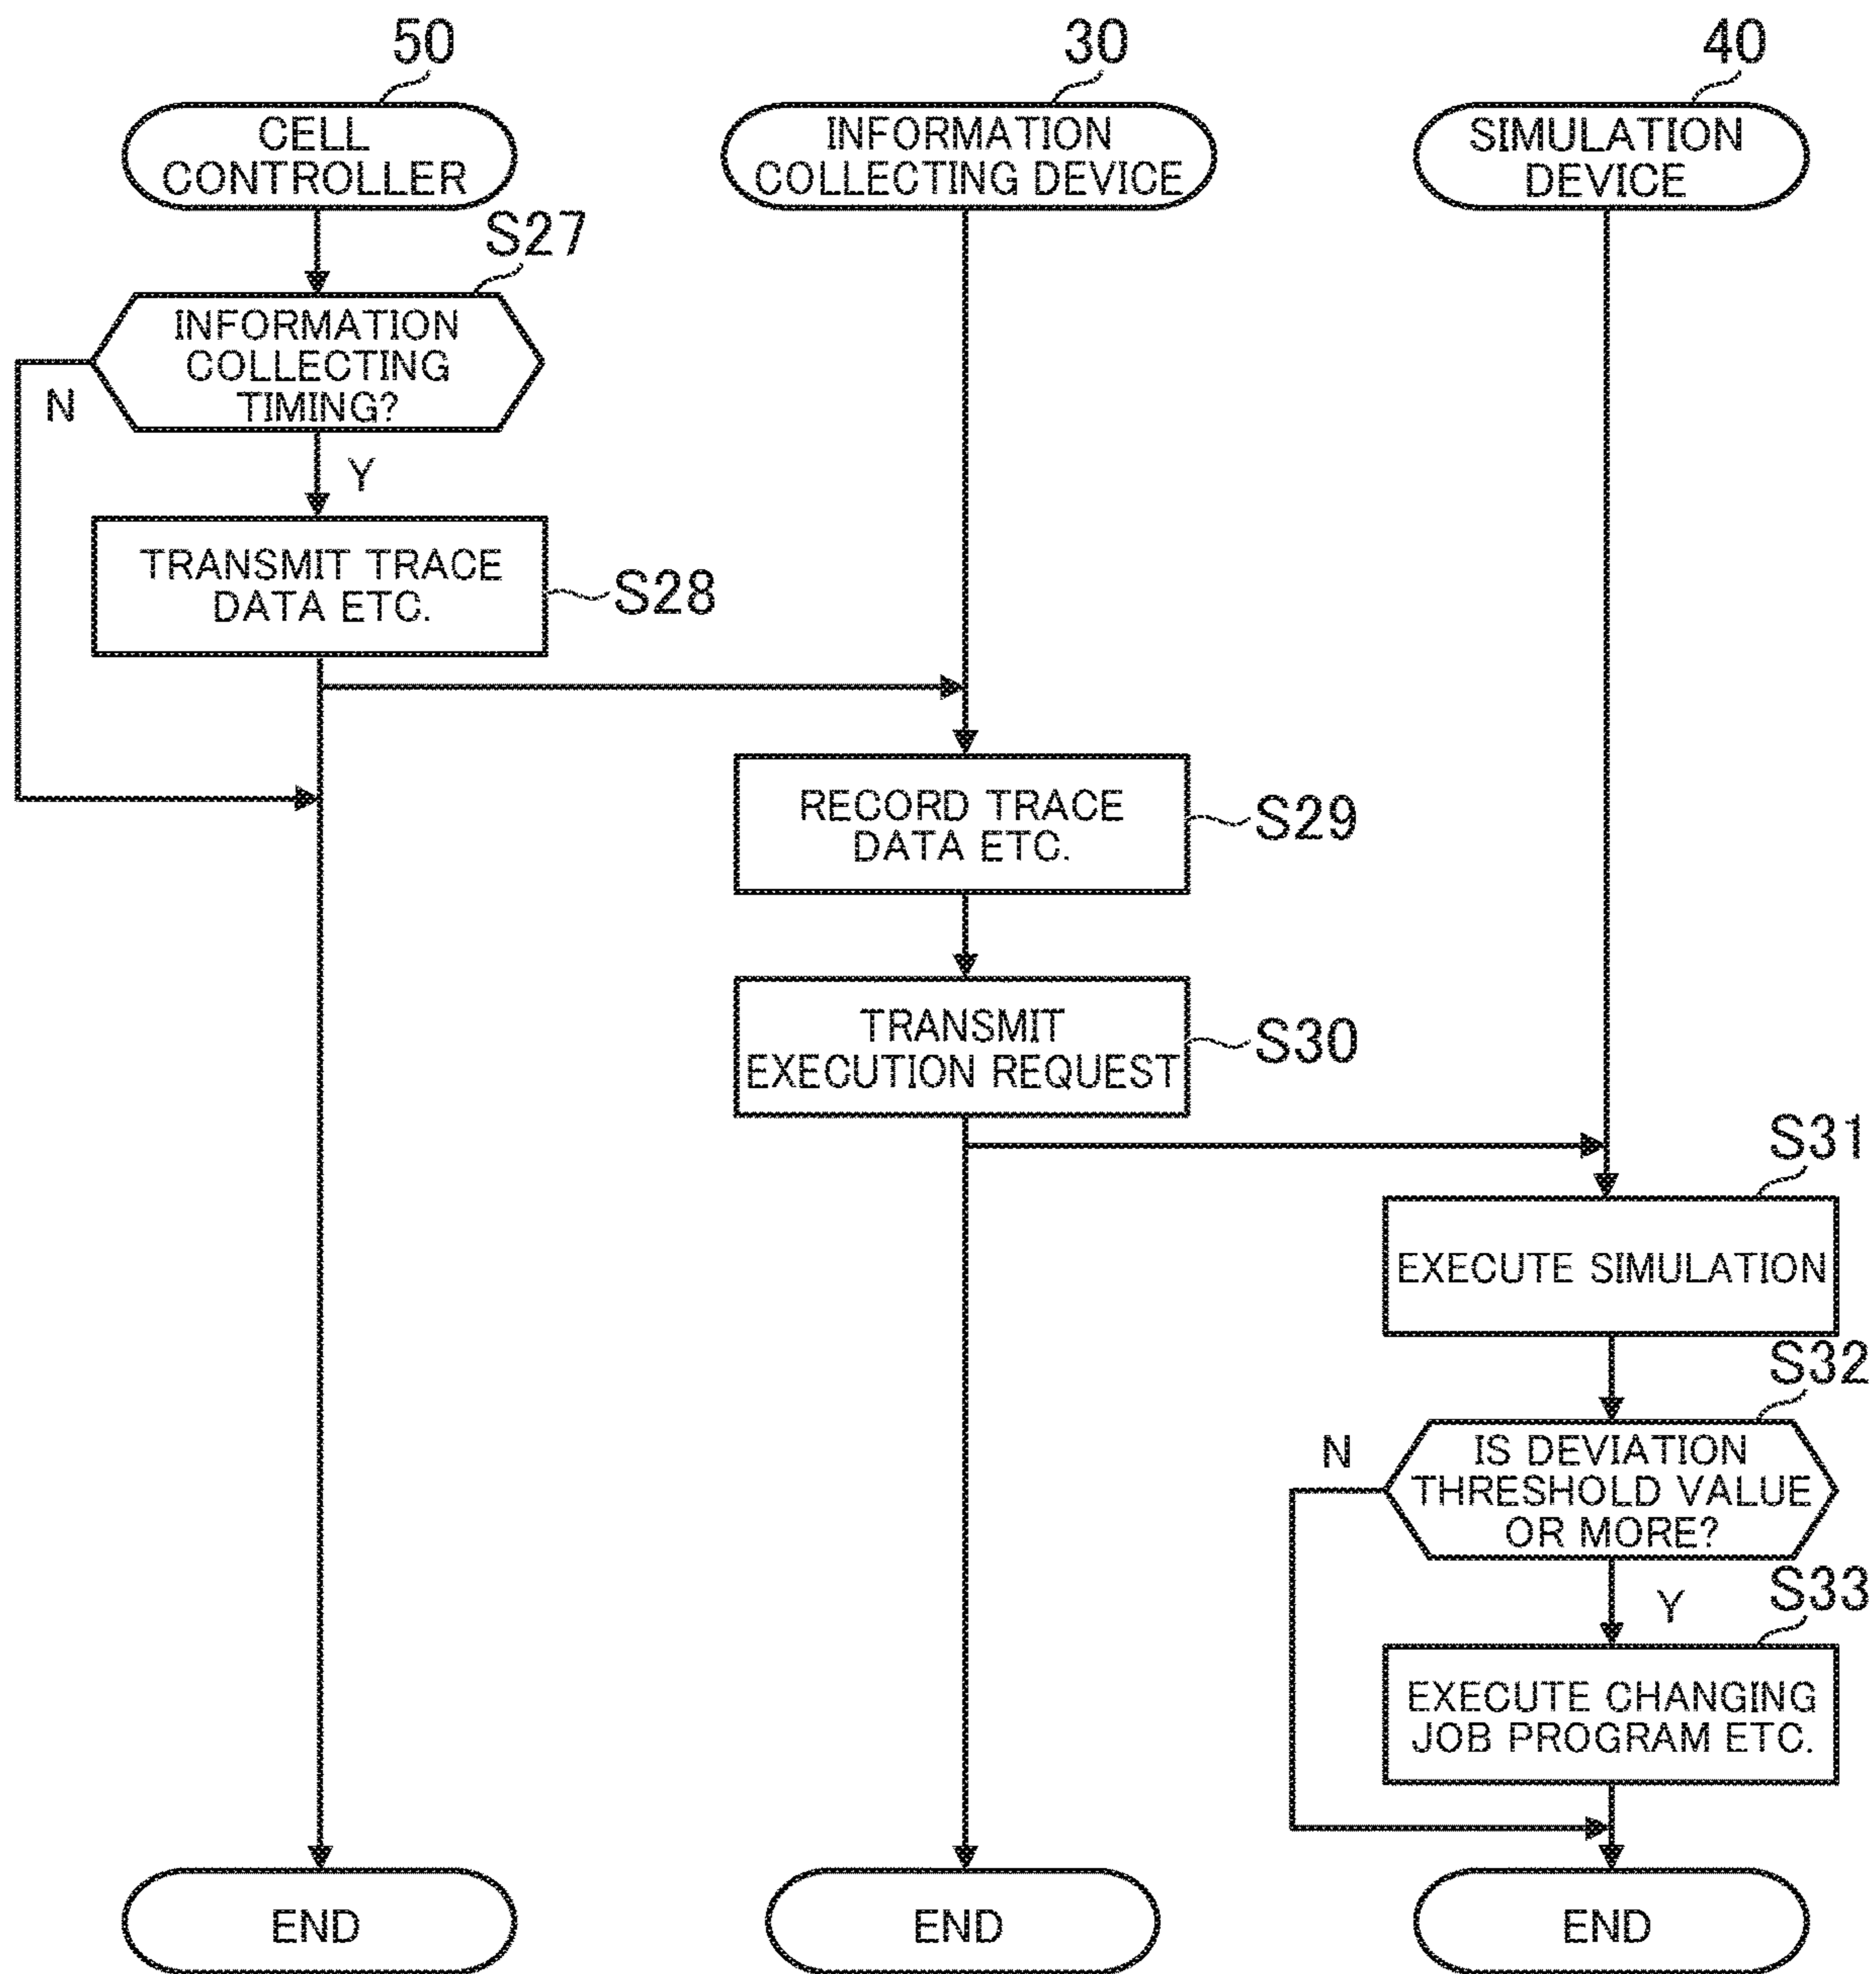 50
30
40
CELL
CONTROLLER
INFORMATION
COLLECTING DEVICE
SIMULATION
DEVICE
S27
INFORMATION
COLLECTING
TIMING?
N
Y
TRANSMIT TRACE
DATA ETC.
S28
RECORD TRACE
DATA ETC.
S29
TRANSMIT
EXECUTION REQUEST
S30
S31
EXECUTE SIMULATION
S32
IS DEVIATION
THRESHOLD VALUE
OR MORE?
N
Y
S33
EXECUTE CHANGING
JOB PROGRAM ETC.
END
END
END